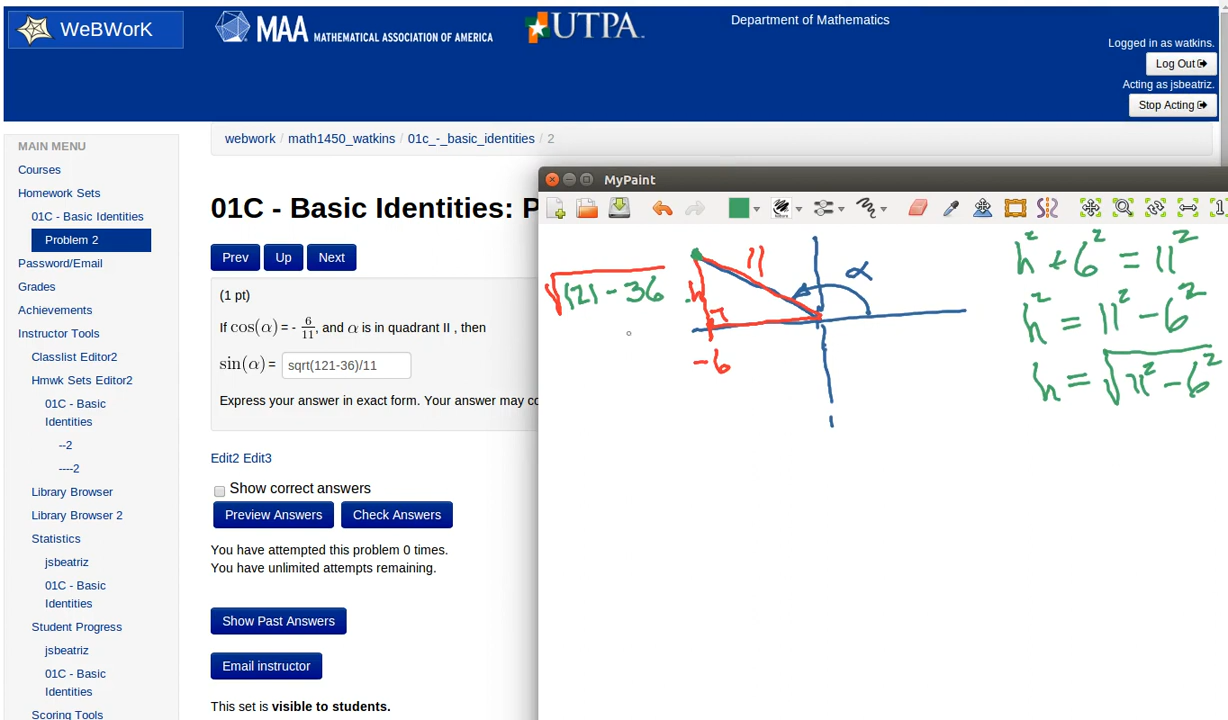 WeBWorK
MAA MATHEMATICAL ASSOCIATION OF AMERICA
UTPA.
Department of Mathematics
Logged in as watkins.
Log Out
Acting as jsbeatriz.
Stop Acting
MAIN MENU
Courses
Homework Sets
01C - Basic Identities
Problem 2
Password/Email
Grades
Achievements
Instructor Tools
Classlist Editor2
Hmwk Sets Editor2
01C - Basic
Identities
--2
----2
Library Browser
Library Browser 2
Statistics
jsbeatriz
01C - Basic
Identities
Student Progress
jsbeatriz
01C - Basic
Identities
Scoring Tools
webwork / math1450_watkins / 01c_-_basic_identities / 2
01C - Basic Identities: P
Prev Up Next
(1 pt)
If cos(α) = - 6/11, and α is in quadrant II , then
sin(α) = sqrt(121-36)/11
Express your answer in exact form. Your answer may co
Edit2 Edit3
Show correct answers
Preview Answers Check Answers
You have attempted this problem 0 times.
You have unlimited attempts remaining.
Show Past Answers
Email instructor
This set is visible to students.
MyPaint
√121 - 36
h
11
α
-6
h² + 6² = 11²
h² = 11² - 6²
h = √11² - 6²